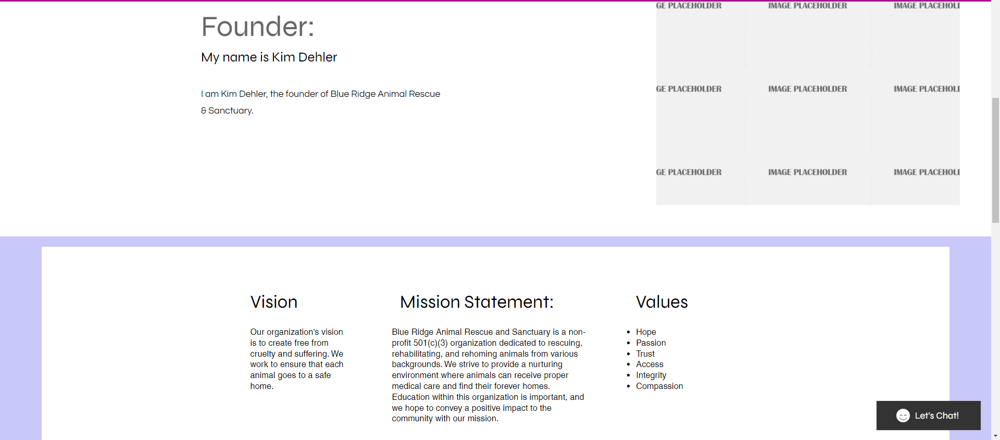 GE PLACEHOLDER IMAGE PLACEHOLDER IMAGE PLACEHOL
Founder:
My name is Kim Dehler
I am Kim Dehler, the founder of Blue Ridge Animal Rescue
& Sanctuary.
GE PLACEHOLDER IMAGE PLACEHOLDER IMAGE PLACEHOL
GE PLACEHOLDER IMAGE PLACEHOLDER IMAGE PLACEHOL
Vision
Our organization's vision
is to create free from
cruelty and suffering. We
work to ensure that each
animal goes to a safe
home.
Mission Statement:
Blue Ridge Animal Rescue and Sanctuary is a non-
profit 501(c)(3) organization dedicated to rescuing,
rehabilitating, and rehoming animals from various
backgrounds. We strive to provide a nurturing
environment where animals can receive proper
medical care and find their forever homes.
Education within this organization is important, and
we hope to convey a positive impact to the
community with our mission.
Values
• Hope
• Passion
• Trust
• Access
• Integrity
• Compassion
Let's Chat!